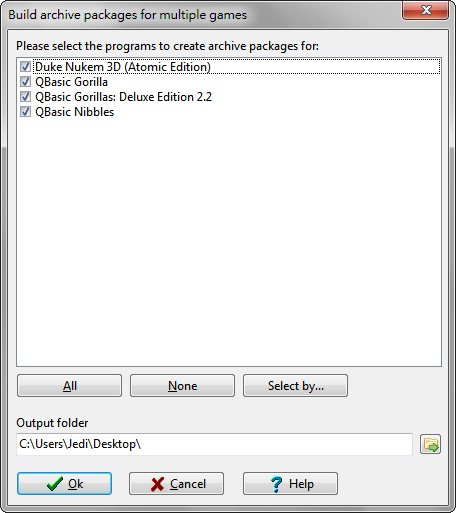 Build archive packages for multiple games
Please select the programs to create archive packages for:
Duke Nukem 3D (Atomic Edition)
QBasic Gorilla
QBasic Gorillas: Deluxe Edition 2.2
QBasic Nibbles
All None Select by...
Output folder
C:\Users\Jedi\Desktop\
Ok Cancel Help